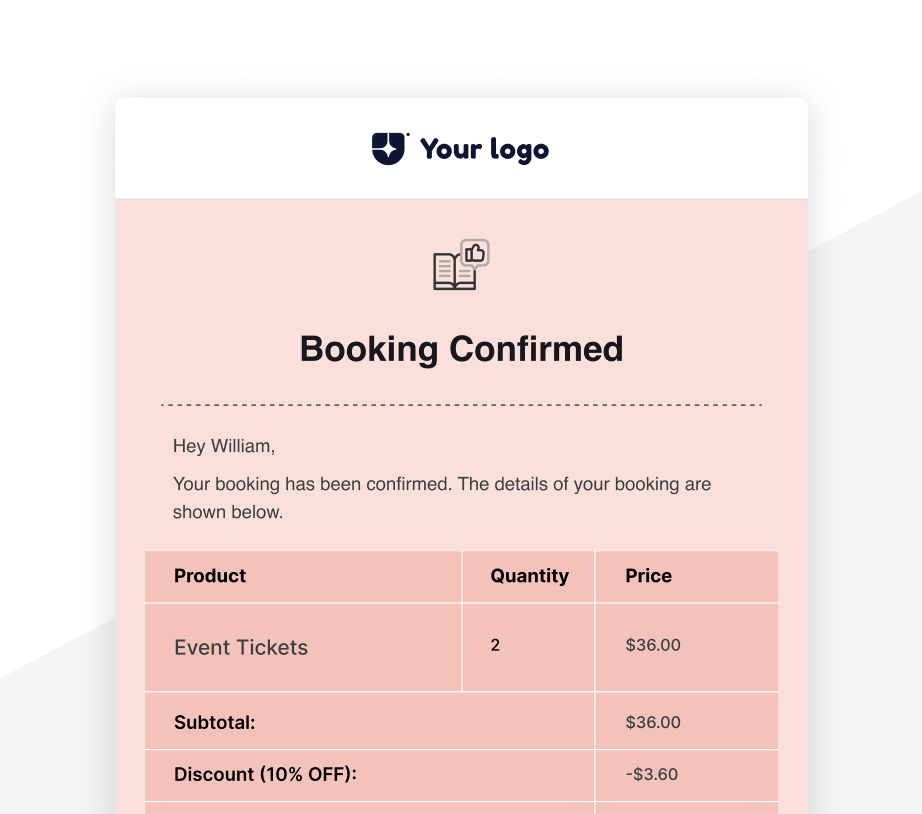 Your logo
Booking Confirmed
Hey William,
Your booking has been confirmed. The details of your booking are
shown below.
Product Quantity Price
Event Tickets 2 $36.00
Subtotal: $36.00
Discount (10% OFF): -$3.60